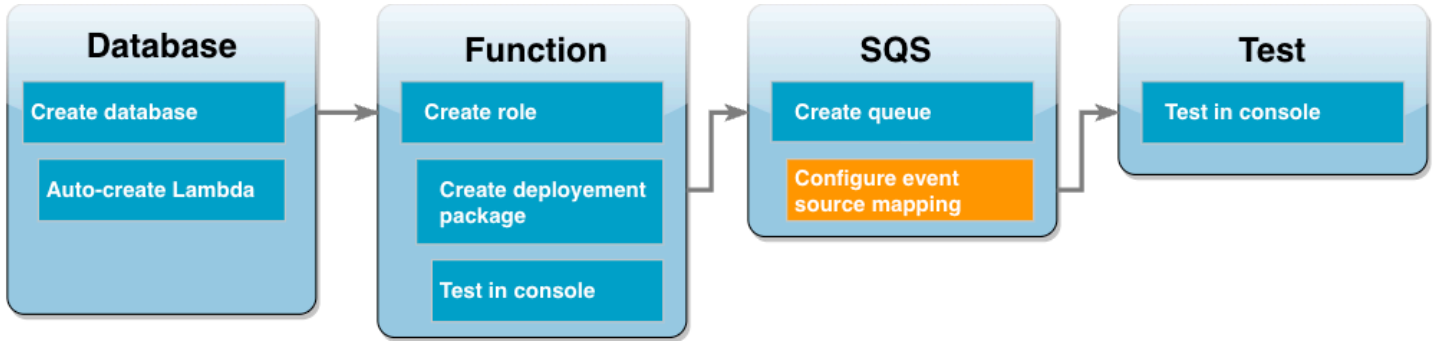 Database
Create database
Auto-create Lambda
Function
Create role
Create deployement
package
Test in console
SQS
Create queue
Configure event
source mapping
Test
Test in console